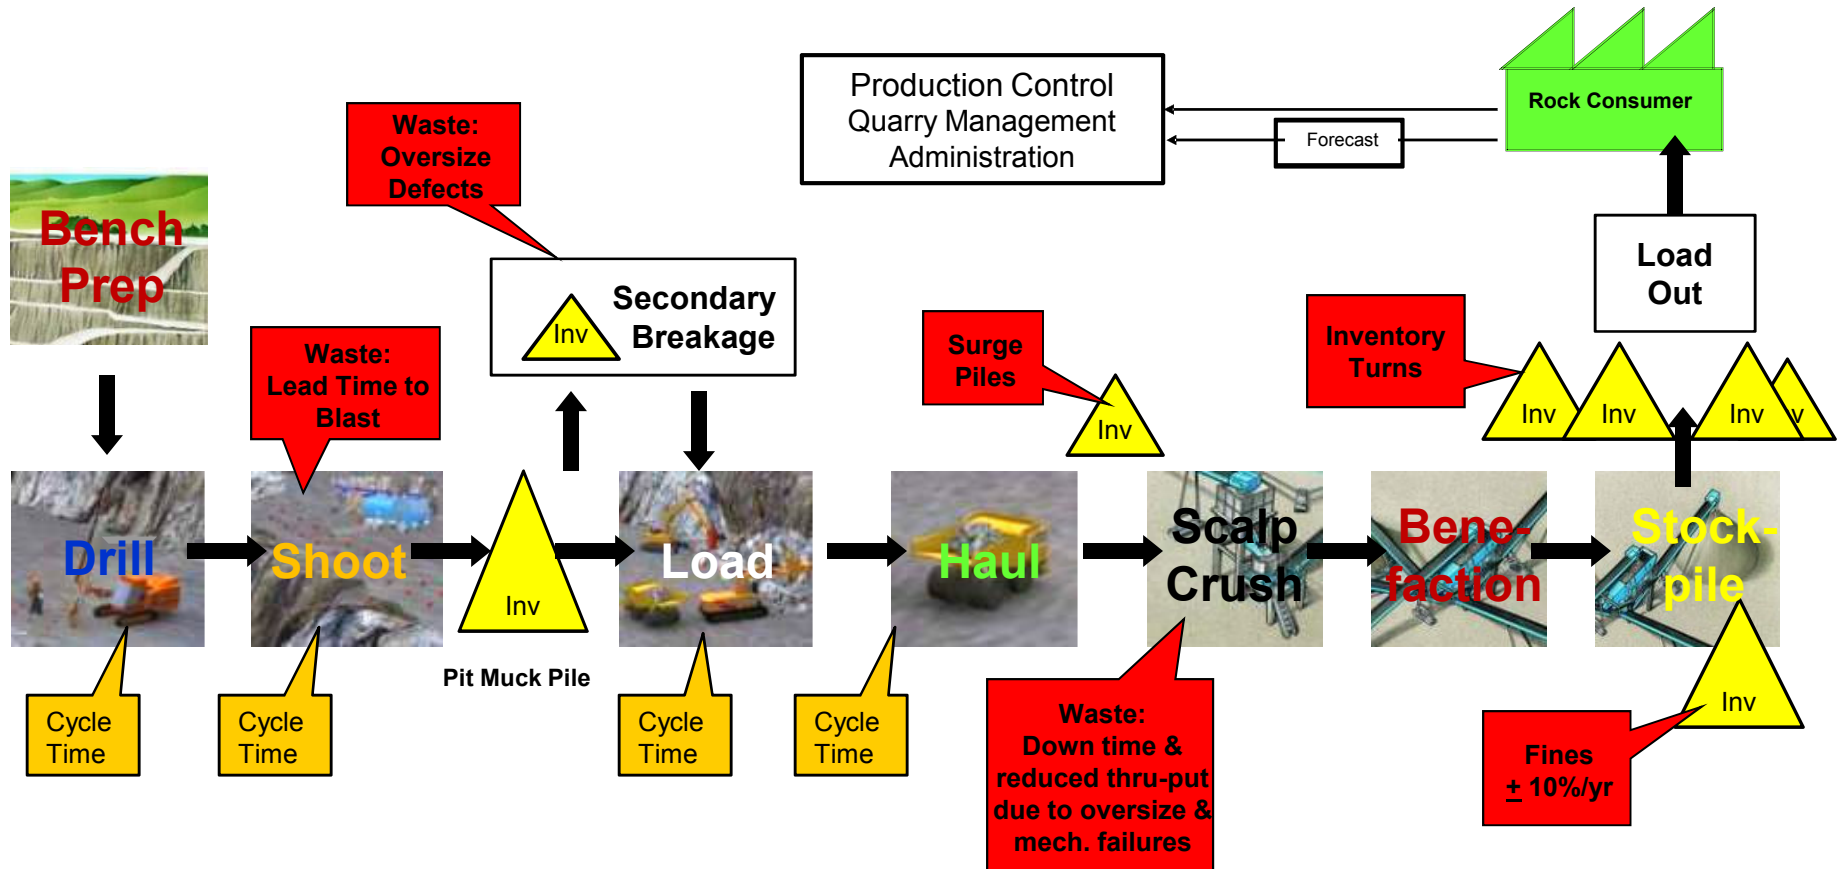 Production Control
Quarry Management
Administration
Forecast
Rock Consumer
Waste:
Oversize
Defects
Bench
Prep
Load
Out
Secondary
Breakage
Inv
Waste:
Lead Time to
Blast
Surge
Piles
Inv
Inventory
Turns
Inv
Inv
Inv
v
Drill
Shoot
Inv
Pit Muck Pile
Load
Haul
Scalp
Crush
Bene-
faction
Stock-
pile
Inv
Cycle
Time
Cycle
Time
Cycle
Time
Cycle
Time
Waste:
Down time &
reduced thru-put
due to oversize &
mech. failures
Fines
± 10%/yr